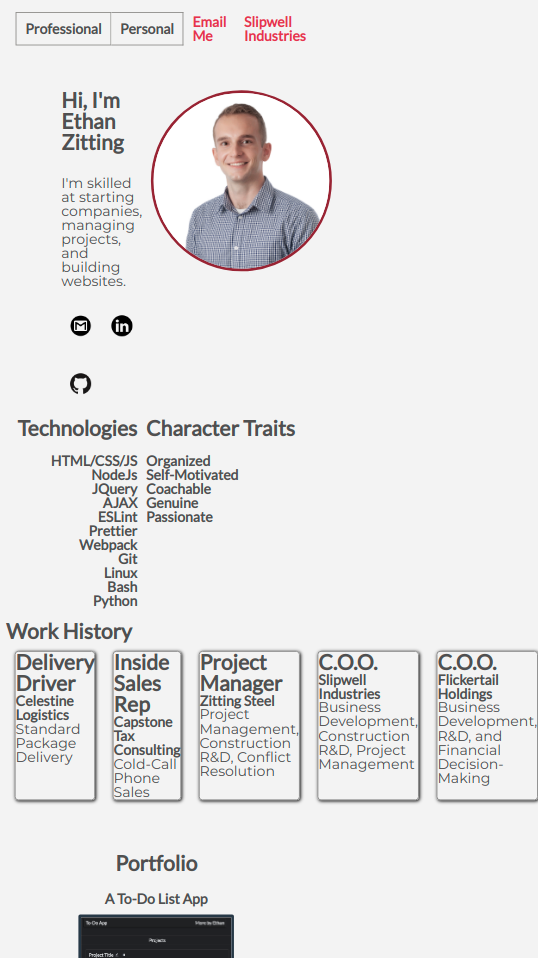 Professional
Personal
Email
Me
Slipwell
Industries
Hi, I'm
Ethan
Zitting
I'm skilled
at starting
companies,
managing
projects,
and
building
websites.
in
Technologies
HTML/CSS/JS
NodeJs
JQuery
AJAX
ESLint
Prettier
Webpack
Git
Linux
Bash
Python
Character Traits
Organized
Self-Motivated
Coachable
Genuine
Passionate
Work History
Delivery
Driver
Celestine
Logistics
Standard
Package
Delivery
Inside
Sales
Rep
Capstone
Tax
Consulting
Cold-Call
Phone
Sales
Project
Manager
Zitting Steel
Project
Management,
Construction
R&D, Conflict
Resolution
C.O.O.
Slipwell
Industries
Business
Development,
Construction
R&D, Project
Management
C.O.O.
Flickertail
Holdings
Business
Development,
R&D, and
Financial
Decision-
Making
Portfolio
A To-Do List App
To-Do App
More by Ethan
Projects
Project Title